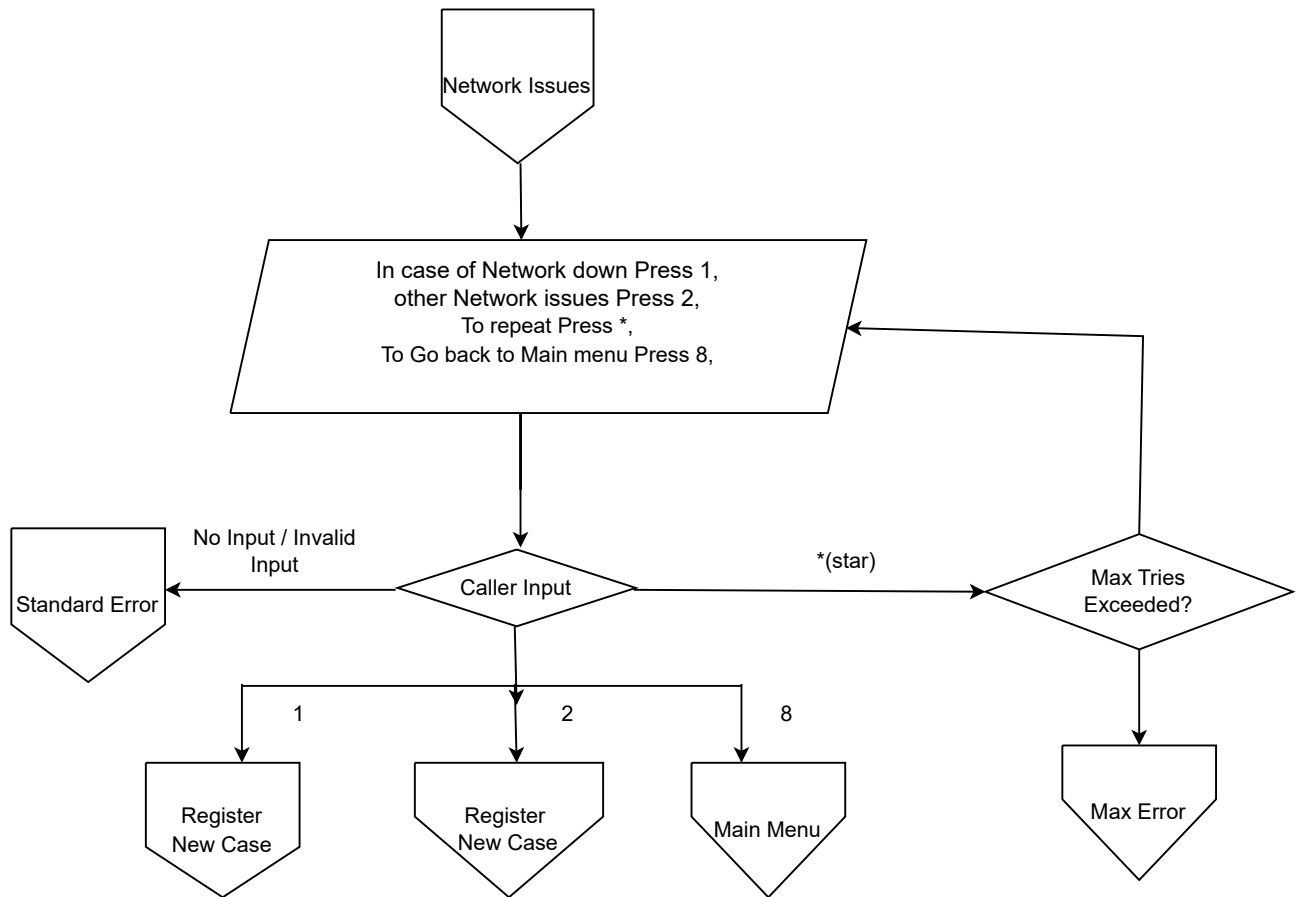 Network Issues
In case of Network down Press 1,
other Network issues Press 2,
To repeat Press *,
To Go back to Main menu Press 8,
No Input / Invalid
Input
*(star)
Standard Error
Caller Input
Max Tries
Exceeded?
1
2
8
Register
New Case
Register
New Case
Main Menu
Max Error